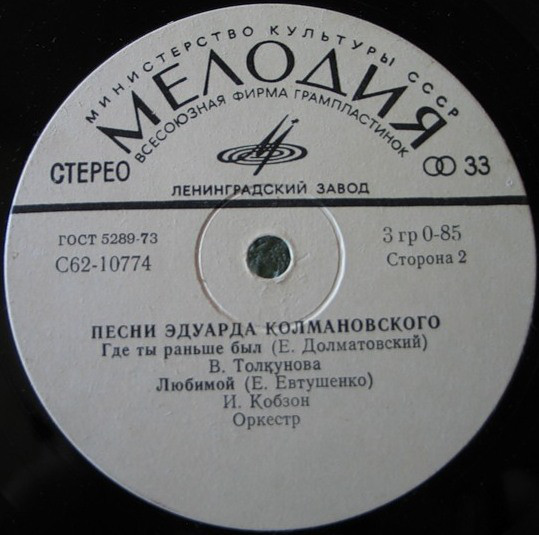 МИНИСТЕРСТВО КУЛЬТУРЫ СССР
МЕЛОДИЯ
ВСЕСОЮЗНАЯ ФИРМА ГРАМПЛАСТИНОК
СТЕРЕО
33
ЛЕНИНГРАДСКИЙ ЗАВОД
ГОСТ 5289-73
3 гр 0-85
С62-10774
Сторона 2
ПЕСНИ ЭДУАРДА КОЛМАНОВСКОГО
Где ты раньше был (Е. Долматовский)
В. Толкунова
Любимой (Е. Евтушенко)
И. Кобзон
Оркестр